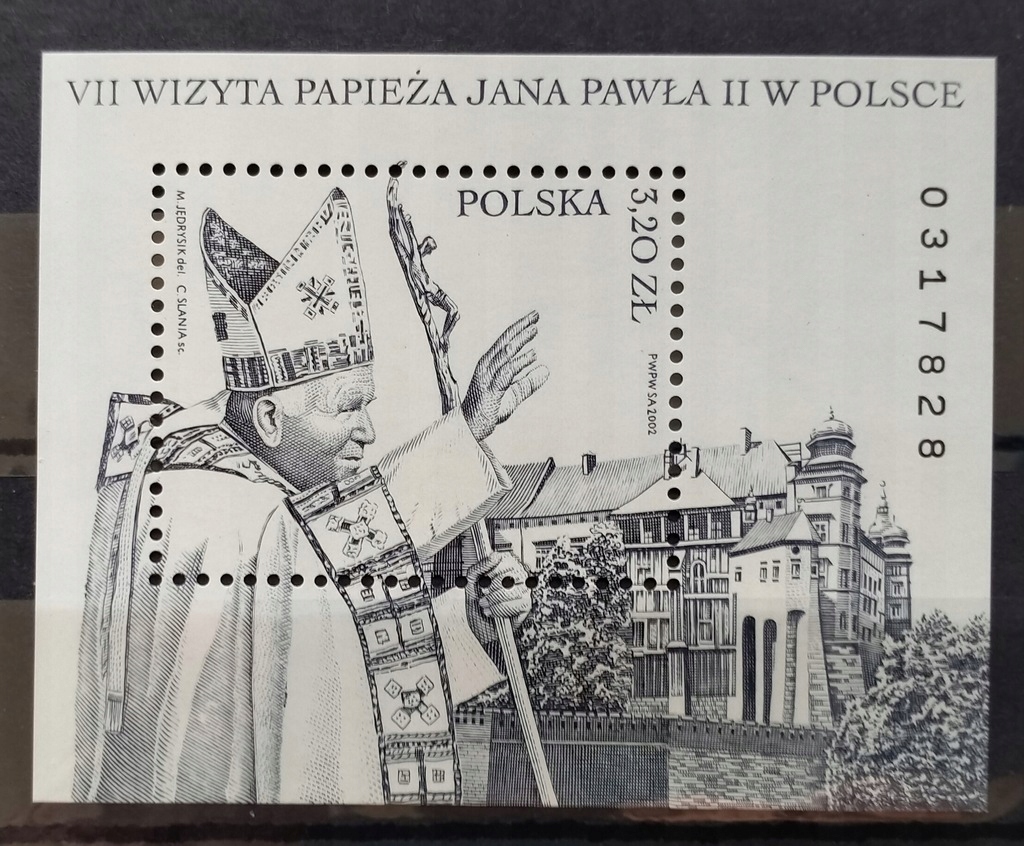 VII WIZYTA PAPIEŻA JANA PAWŁA II W POLSCE
POLSKA
3,20 ZŁ
M. JĘDRYSIK del. C. SLANIA sc.
PWPW SA 2002
0317828